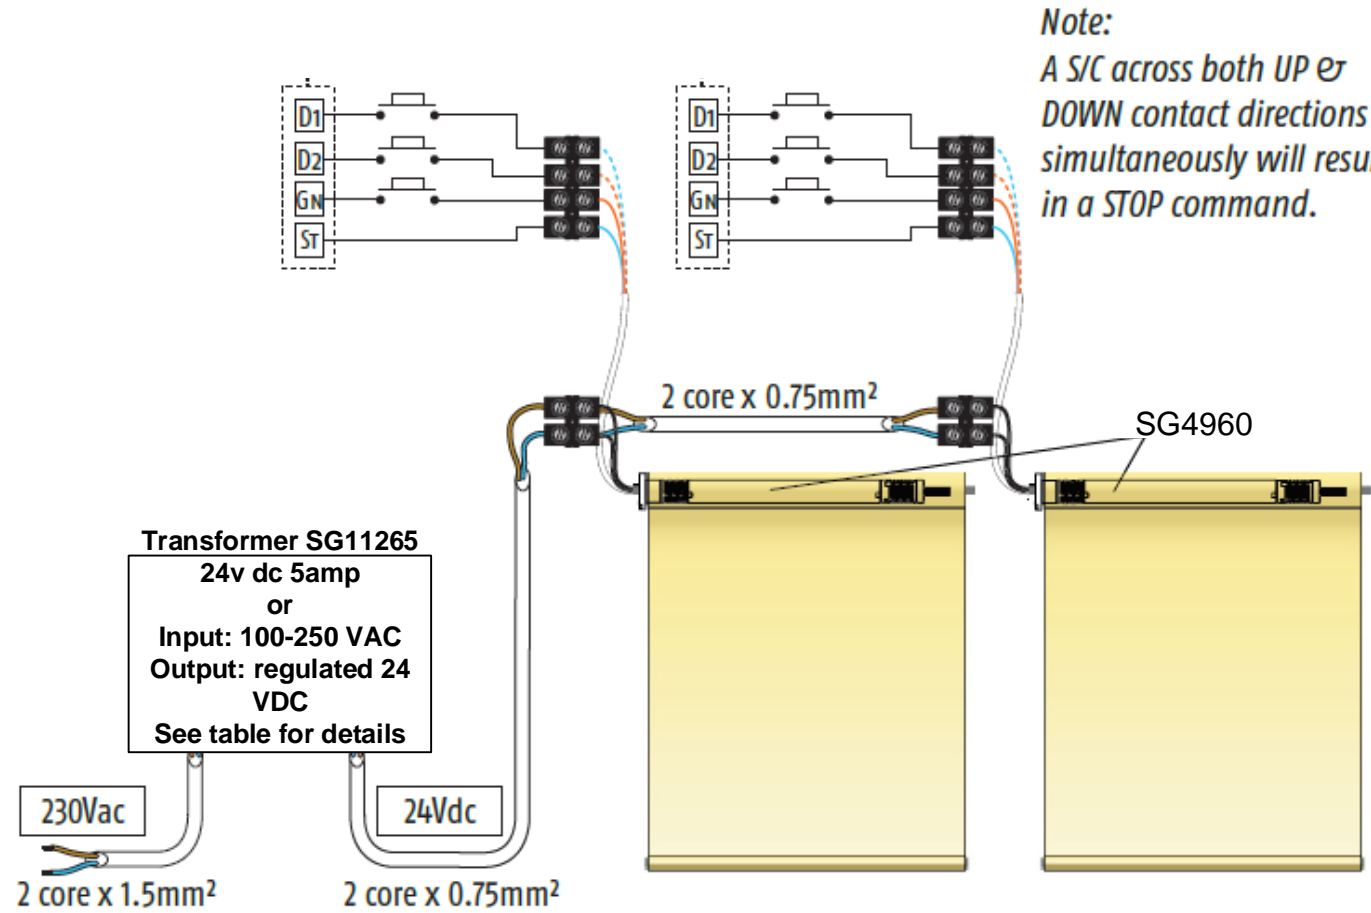 Note:
A S/C across both UP &
DOWN contact directions
simultaneously will
in a STOP command.
D1
D2
GN
ST
D1
D2
GN
ST
2 core x 0.75mm²
SG4960
Transformer SG11265
24v dc 5amp
or
Input: 100-250 VAC
Output: regulated 24
VDC
See table for details
230Vac
24Vdc
2 core x 1.5mm²
2 core x 0.75mm²